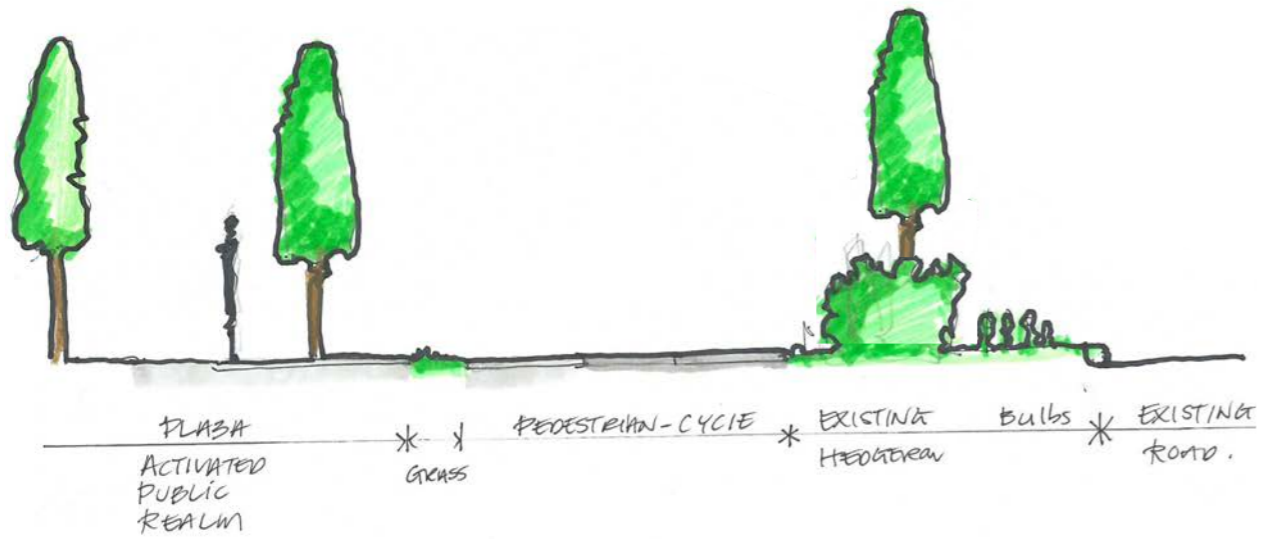 PLAZA
ACTIVATED
PUBLIC
REALM
GRASS
PEDESTRIAN-CYCLE
EXISTING
HEDGEROW
Bulbs
EXISTING
ROAD.